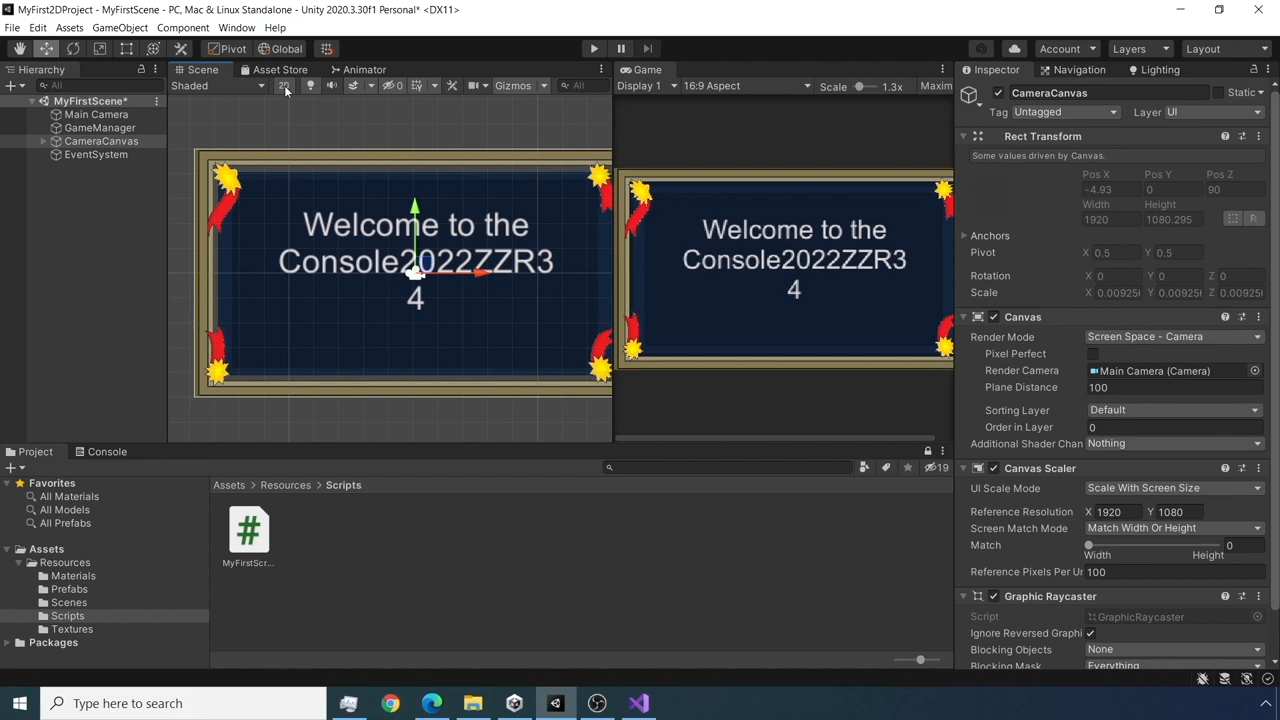 MyFirst2DProject - MyFirstScene - PC, Mac & Linux Standalone - Unity 2020.3.30f1 Personal* <DX11>
File Edit Assets GameObject Component Window Help
Pivot Global Account Layers Layout
Hierarchy
All
MyFirstScene*
Main Camera
GameManager
CameraCanvas
EventSystem
Scene Asset Store Animator
Shaded 2D 0 Gizmos All
Welcome to the
Console2022ZZR3
4
Game
Display 1 16:9 Aspect Scale 1.3x Maxim
Welcome to the
Console2022ZZR3
4
Inspector Navigation Lighting
CameraCanvas Static
Tag Untagged Layer UI
Rect Transform
Some values driven by Canvas.
Pos X Pos Y Pos Z
-4.93 0 90
Width Height
1920 1080.295 R
Anchors
Pivot X 0.5 Y 0.5
Rotation X 0 Y 0 Z 0
Scale X 0.00925 Y 0.00925 Z 0.00925
Canvas
Render Mode Screen Space - Camera
Pixel Perfect
Render Camera Main Camera (Camera)
Plane Distance 100
Sorting Layer Default
Order in Layer 0
Additional Shader Chan Nothing
Canvas Scaler
UI Scale Mode Scale With Screen Size
Reference Resolution X 1920 Y 1080
Screen Match Mode Match Width Or Height
Match 0
Width Height
Reference Pixels Per Ur 100
Graphic Raycaster
Script GraphicRaycaster
Ignore Reversed Graphi
Blocking Objects None
Blocking Mask Everything
Project Console
19
Favorites
All Materials
All Models
All Prefabs
Assets
Resources
Materials
Prefabs
Scenes
Scripts
Textures
Packages
Assets Resources Scripts
#
MyFirstScr...
Type here to search